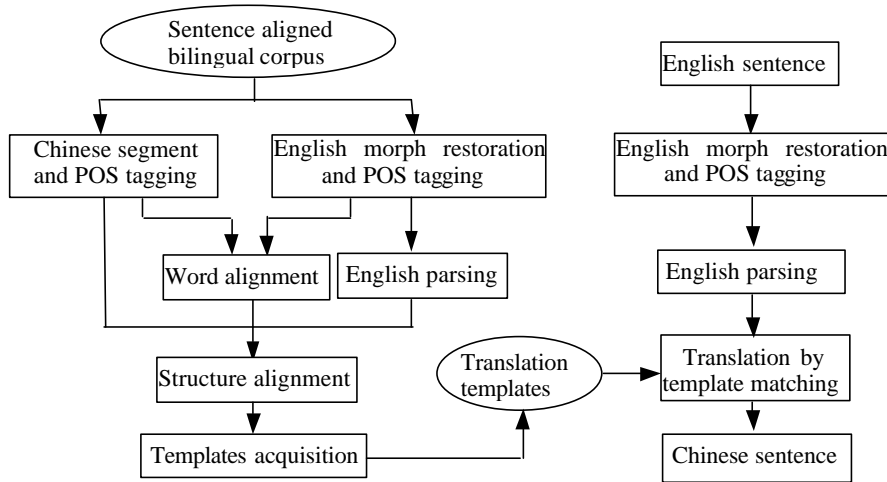 Sentence aligned
bilingual corpus
Chinese segment
and POS tagging
English morph restoration
and POS tagging
Word alignment
English parsing
Structure alignment
Templates acquisition
Translation
templates
English sentence
English morph restoration
and POS tagging
English parsing
Translation by
template matching
Chinese sentence